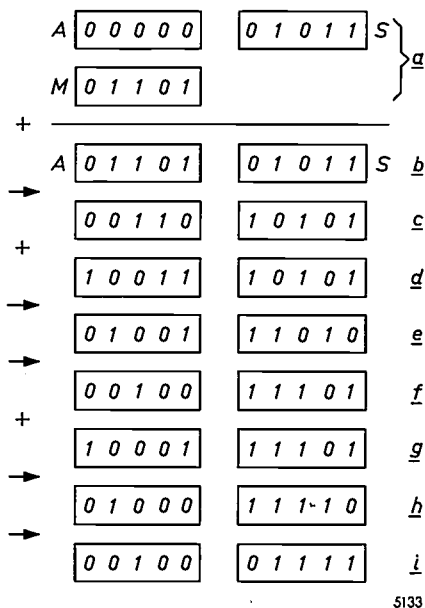 A 0 0 0 0 0 0 1 0 1 1 S
a
M 0 1 1 0 1
+
A 0 1 1 0 1 0 1 0 1 1 S b
→
0 0 1 1 0 1 0 1 0 1 c
+
1 0 0 1 1 1 0 1 0 1 d
→
0 1 0 0 1 1 1 0 1 0 e
→
0 0 1 0 0 1 1 1 0 1 f
+
1 0 0 0 1 1 1 1 0 1 g
→
0 1 0 0 0 1 1 1 1 0 h
→
0 0 1 0 0 0 1 1 1 1 i
5133